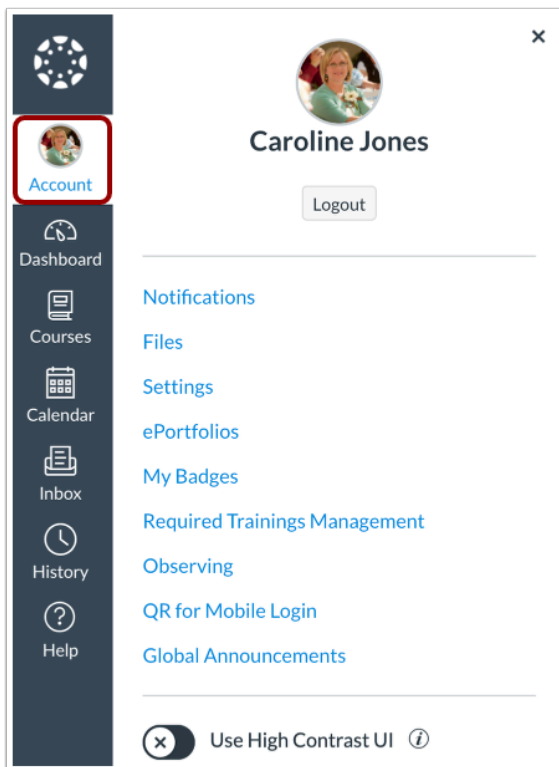 Account
Dashboard
Courses
Calendar
Inbox
History
Help
Caroline Jones
Logout
Notifications
Files
Settings
ePortfolios
My Badges
Required Trainings Management
Observing
QR for Mobile Login
Global Announcements
Use High Contrast UI